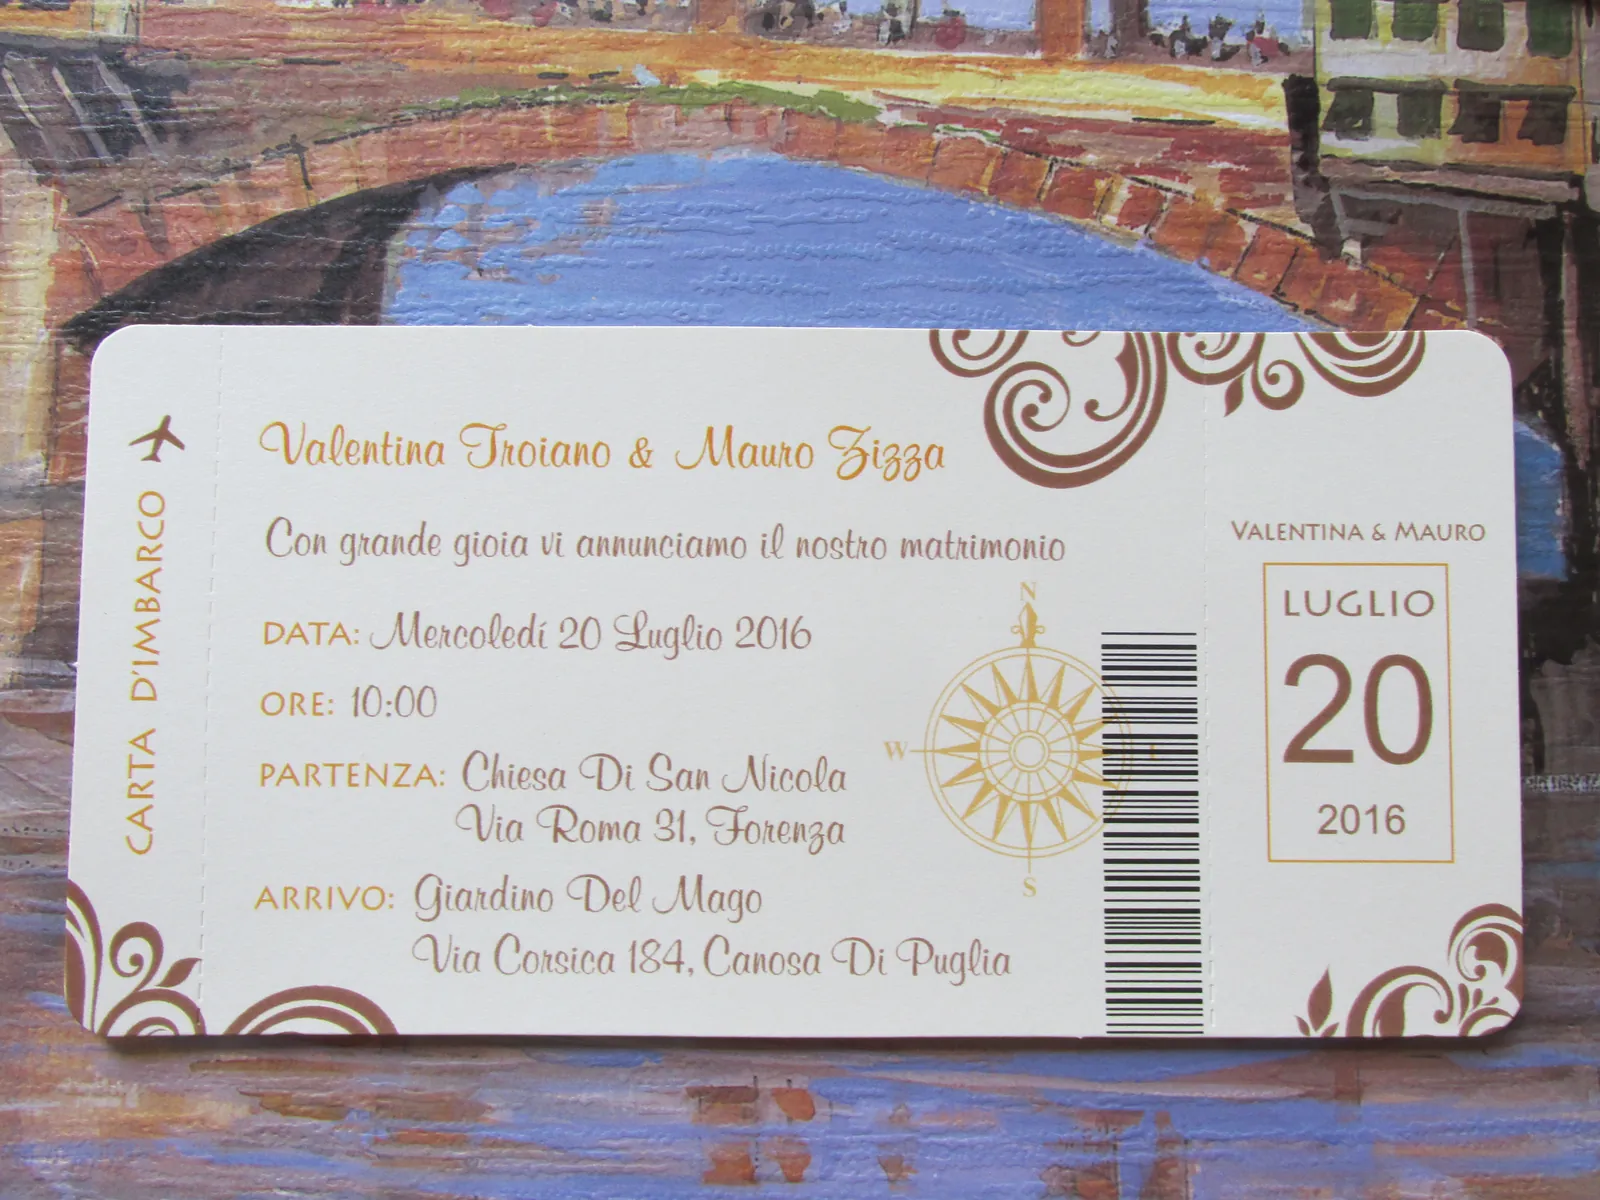 CARTA D'IMBARCO
Valentina Troiano & Mauro Zizza
Con grande gioia vi annunciamo il nostro matrimonio
DATA: Mercoledí 20 Luglio 2016
ORE: 10:00
PARTENZA: Chiesa Di San Nicola
Via Roma 31, Forenza
ARRIVO: Giardino Del Mago
Via Corsica 184, Canosa Di Puglia
N
W
E
S
VALENTINA & MAURO
LUGLIO
20
2016